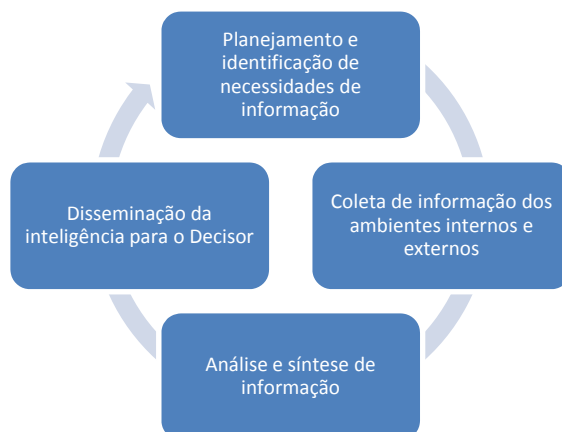 Planejamento e
identificação de
necessidades de
informação
Coleta de informação dos
ambientes internos e
externos
Análise e síntese de
informação
Disseminação da
inteligência para o Decisor